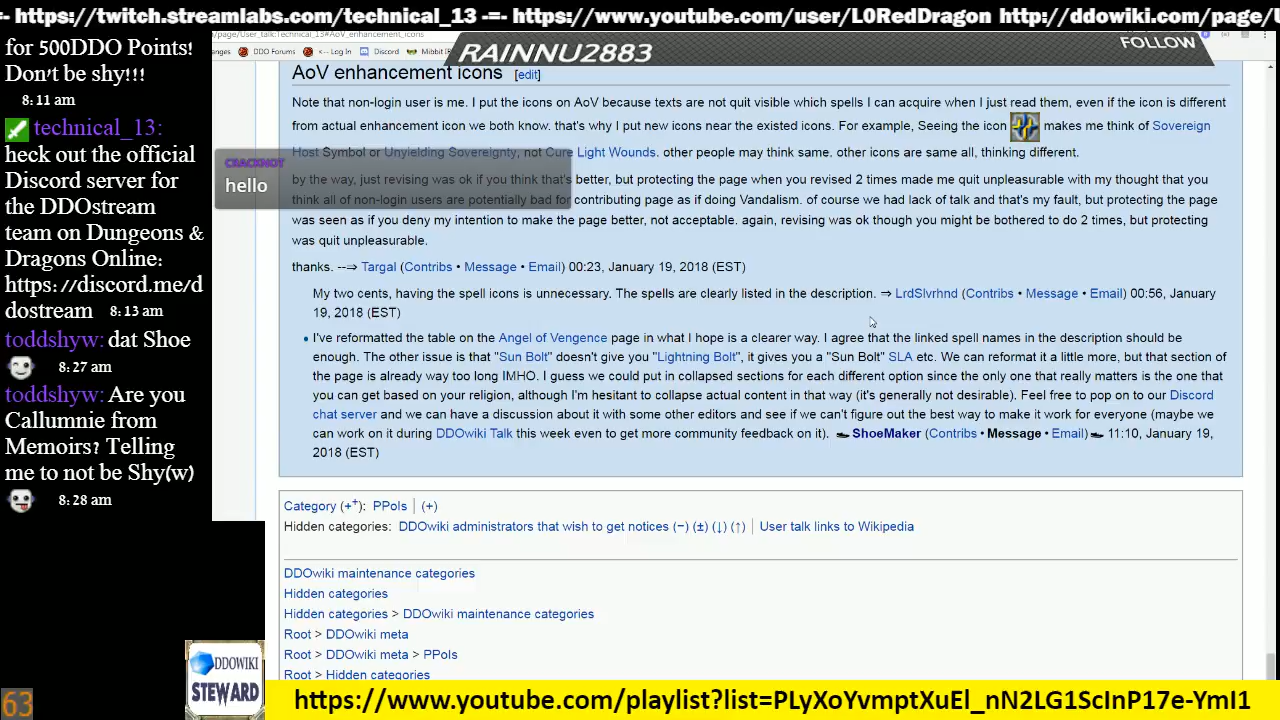 - https://twitch.streamlabs.com/technical_13 -=- https://www.youtube.com/user/L0RedDragon http://ddowiki.com/page/U
page/User_talk:Technical_13#AoV_enhancement_icons
anges DDO Forums <-- Log In Discord Mibbit
RAINNU2883
FOLLOW
for 500DDO Points!
Don't be shy!!!
8:11 am
technical_13:
heck out the official
Discord server for
the DDOstream
team on Dungeons &
Dragons Online:
https://discord.me/d
dostream 8:13 am
toddshyw: dat Shoe
8:27 am
toddshyw: Are you
Callumnie from
Memoirs? Telling
me to not be Shy(w)
8:28 am
CRACKNOT
hello
AoV enhancement icons [edit]
Note that non-login user is me. I put the icons on AoV because texts are not quit visible which spells I can acquire when I just read them, even if the icon is different
from actual enhancement icon we both know. that's why I put new icons near the existed icons. For example, Seeing the icon makes me think of Sovereign
Host Symbol or Unyielding Sovereignty, not Cure Light Wounds. other people may think same. other icons are same all, thinking different.
by the way, just revising was ok if you think that's better, but protecting the page when you revised 2 times made me quit unpleasurable with my thought that you
think all of non-login users are potentially bad for contributing page as if doing Vandalism. of course we had lack of talk and that's my fault, but protecting the page
was seen as if you deny my intention to make the page better, not acceptable. again, revising was ok though you might be bothered to do 2 times, but protecting
was quit unpleasurable.
thanks. --⇒ Targal (Contribs • Message • Email) 00:23, January 19, 2018 (EST)
My two cents, having the spell icons is unnecessary. The spells are clearly listed in the description. ⇒ LrdSlvrhnd (Contribs • Message • Email) 00:56, January
19, 2018 (EST)
• I've reformatted the table on the Angel of Vengence page in what I hope is a clearer way. I agree that the linked spell names in the description should be
enough. The other issue is that "Sun Bolt" doesn't give you "Lightning Bolt", it gives you a "Sun Bolt" SLA etc. We can reformat it a little more, but that section of
the page is already way too long IMHO. I guess we could put in collapsed sections for each different option since the only one that really matters is the one that
you can get based on your religion, although I'm hesitant to collapse actual content in that way (it's generally not desirable). Feel free to pop on to our Discord
chat server and we can have a discussion about it with some other editors and see if we can't figure out the best way to make it work for everyone (maybe we
can work on it during DDOwiki Talk this week even to get more community feedback on it). ShoeMaker (Contribs • Message • Email) 11:10, January 19,
2018 (EST)
Category (+⁺): PPoIs | (+)
Hidden categories: DDOwiki administrators that wish to get notices (−) (±) (↓) (↑) | User talk links to Wikipedia
DDOwiki maintenance categories
Hidden categories
Hidden categories > DDOwiki maintenance categories
Root > DDOwiki meta
Root > DDOwiki meta > PPoIs
Root > Hidden categories
DDOWIKI
STEWARD
63
https://www.youtube.com/playlist?list=PLyXoYvmptXuEl_nN2LG1ScInP17e-YmI1